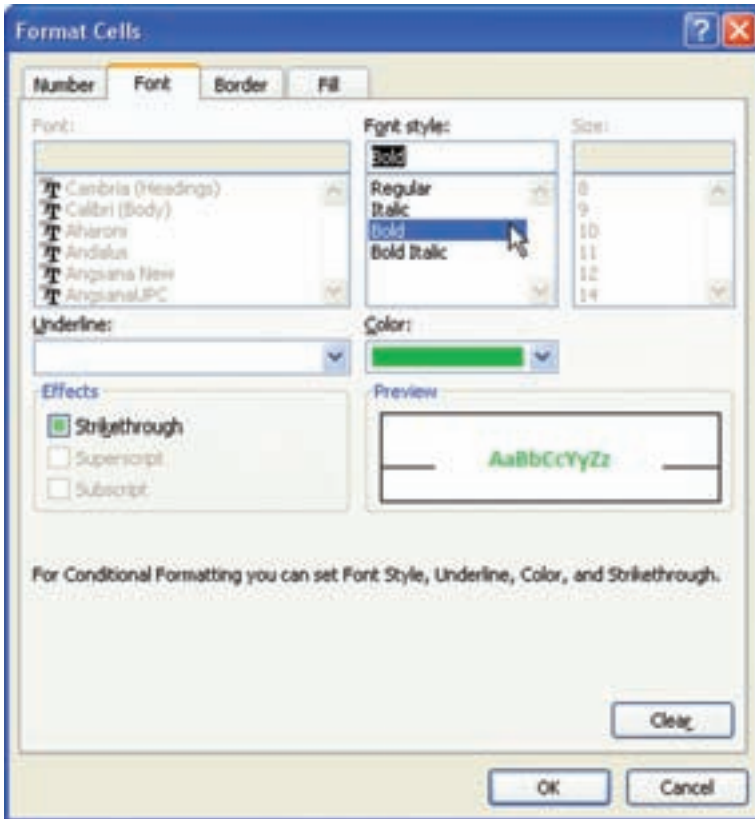 Format Cells
Number Font Border Fill
Font: Font style: Size:
Bold
Cambria (Headings) Regular 8
Calibri (Body) Italic 9
Aharoni Bold 10
Andalus Bold Italic 11
Angsana New 12
AngsanaUPC 14
Underline: Color:
Effects Preview
Strikethrough
Superscript
Subscript
AaBbCcYyZz
For Conditional Formatting you can set Font Style, Underline, Color, and Strikethrough.
Clear
OK Cancel